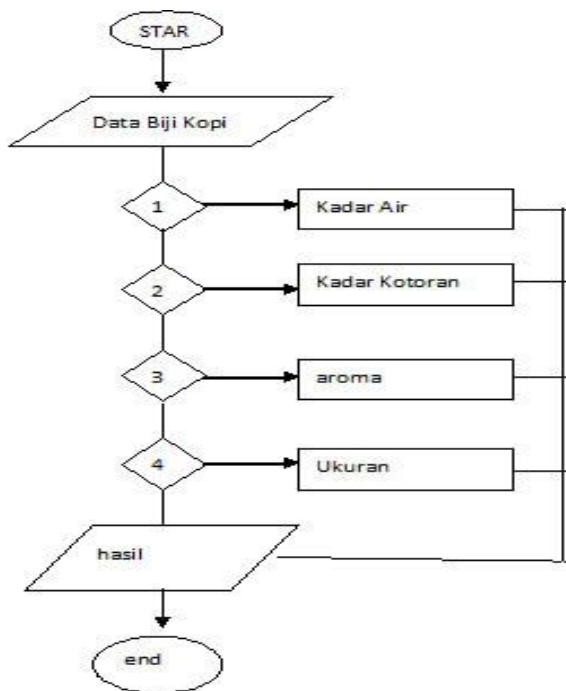 STAR
Data Biji Kopi
1
Kadar Air
2
Kadar Kotoran
3
aroma
4
Ukuran
hasil
end